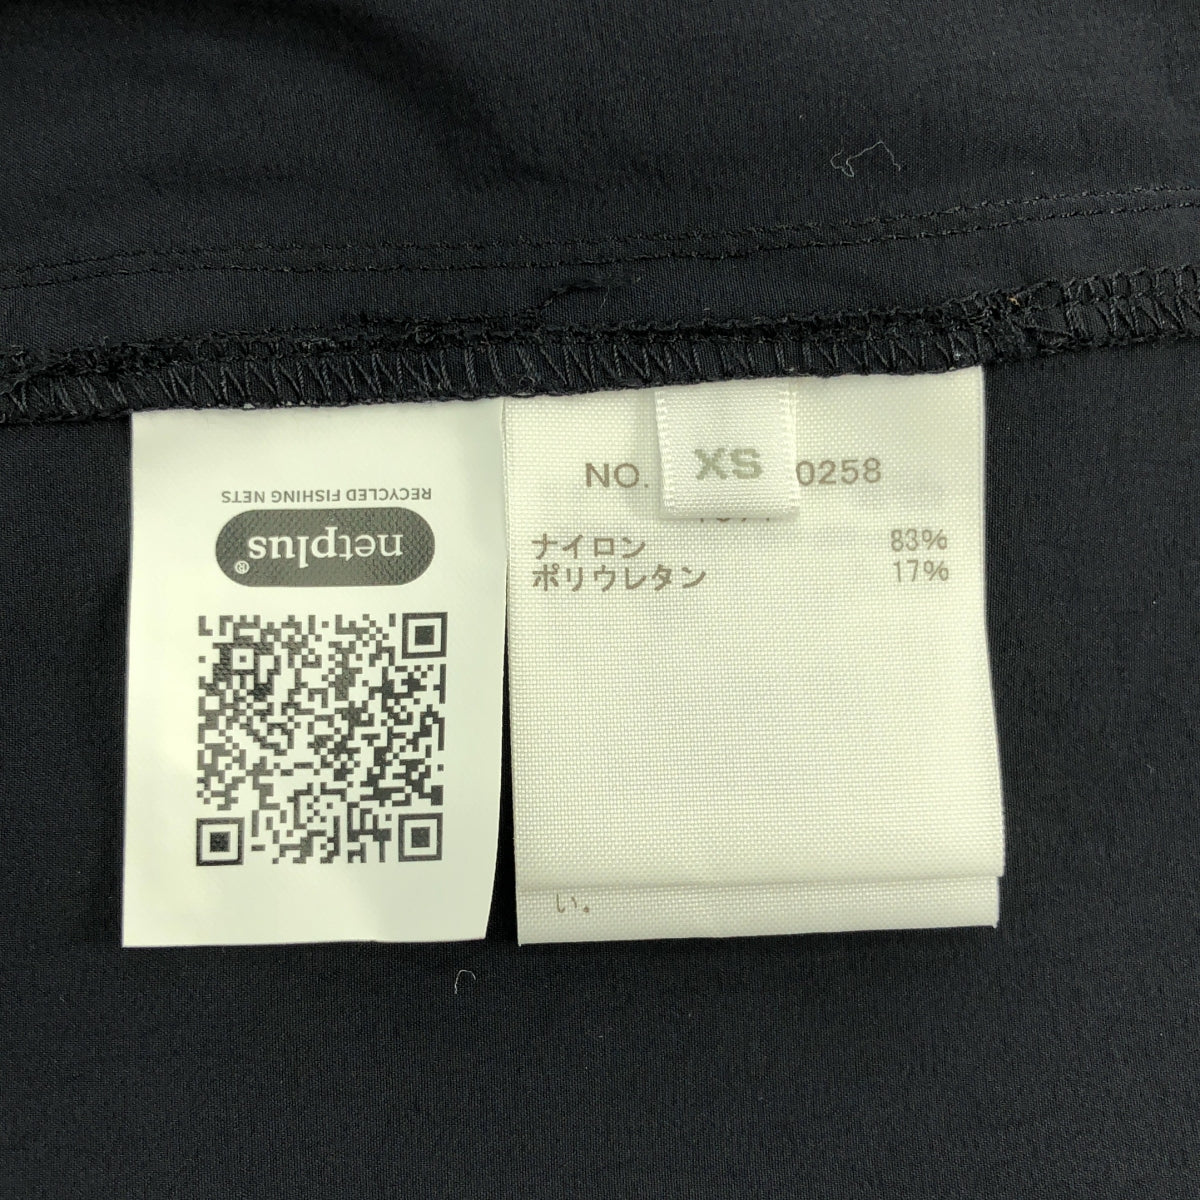 RECYCLED FISHING NETS
netplus®
XS
NO. 0258
ナイロン 83%
ポリウレタン 17%
い。